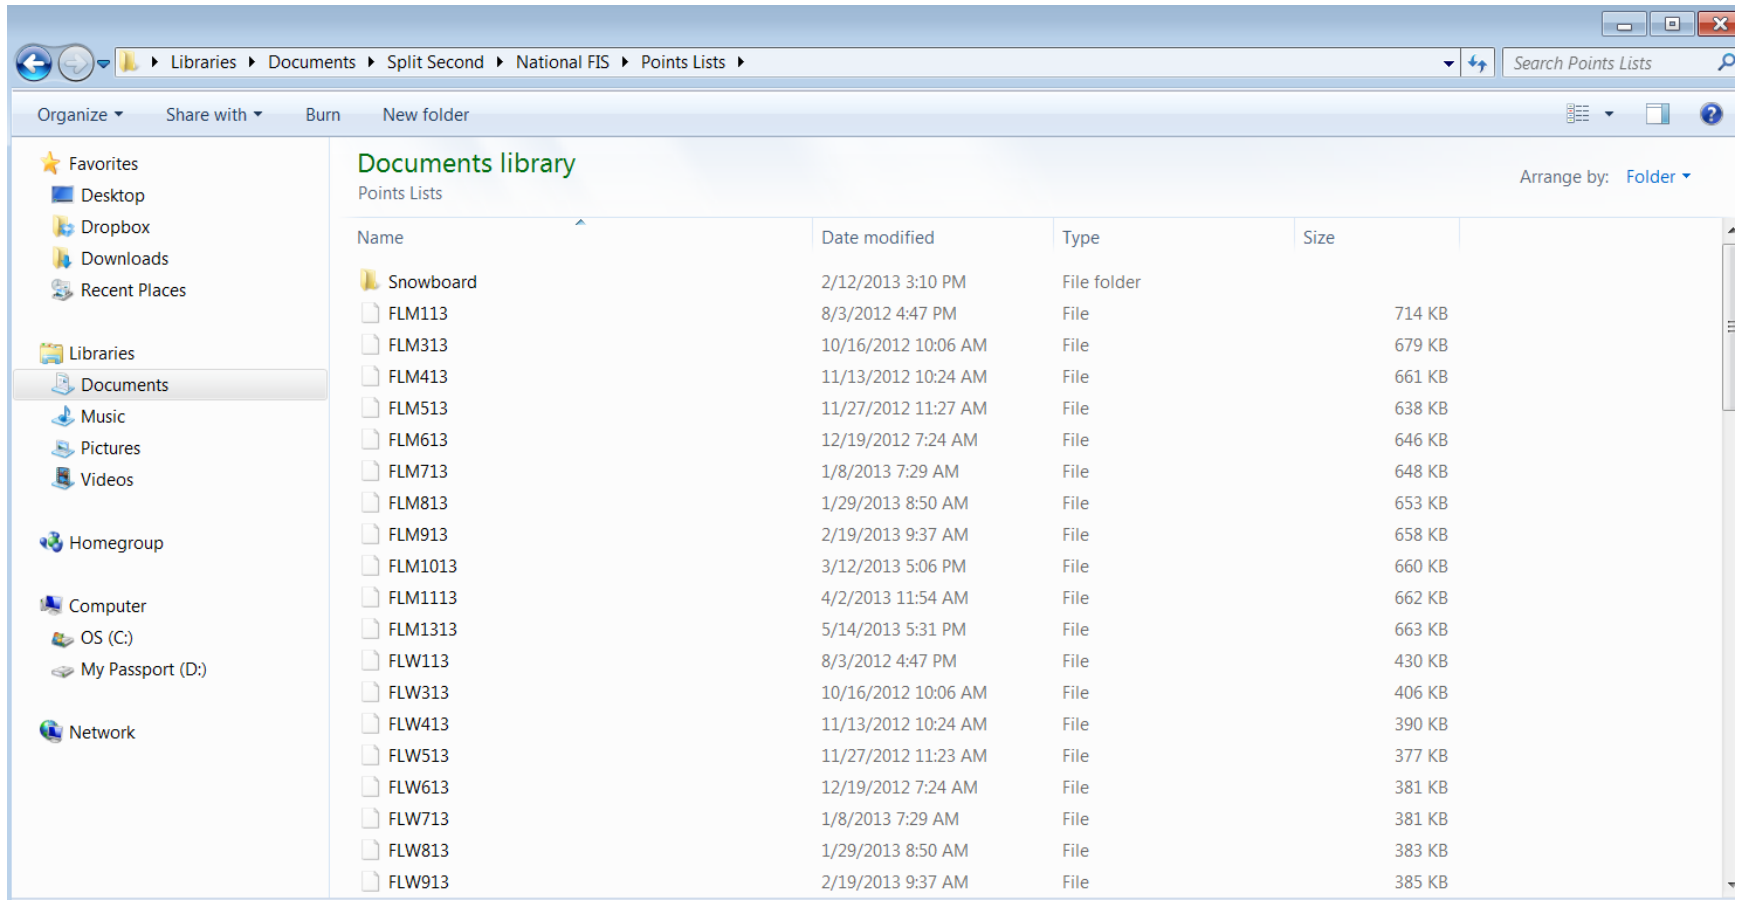 Libraries Documents Split Second National FIS Points Lists
Search Points Lists
Organize Share with Burn New folder
Favorites
Desktop
Dropbox
Downloads
Recent Places
Libraries
Documents
Music
Pictures
Videos
Homegroup
Computer
OS (C:)
My Passport (D:)
Network
Documents library
Points Lists
Arrange by: Folder
Name Date modified Type Size
Snowboard 2/12/2013 3:10 PM File folder
FLM113 8/3/2012 4:47 PM File 714 KB
FLM313 10/16/2012 10:06 AM File 679 KB
FLM413 11/13/2012 10:24 AM File 661 KB
FLM513 11/27/2012 11:27 AM File 638 KB
FLM613 12/19/2012 7:24 AM File 646 KB
FLM713 1/8/2013 7:29 AM File 648 KB
FLM813 1/29/2013 8:50 AM File 653 KB
FLM913 2/19/2013 9:37 AM File 658 KB
FLM1013 3/12/2013 5:06 PM File 660 KB
FLM1113 4/2/2013 11:54 AM File 662 KB
FLM1313 5/14/2013 5:31 PM File 663 KB
FLW113 8/3/2012 4:47 PM File 430 KB
FLW313 10/16/2012 10:06 AM File 406 KB
FLW413 11/13/2012 10:24 AM File 390 KB
FLW513 11/27/2012 11:23 AM File 377 KB
FLW613 12/19/2012 7:24 AM File 381 KB
FLW713 1/8/2013 7:29 AM File 381 KB
FLW813 1/29/2013 8:50 AM File 383 KB
FLW913 2/19/2013 9:37 AM File 385 KB